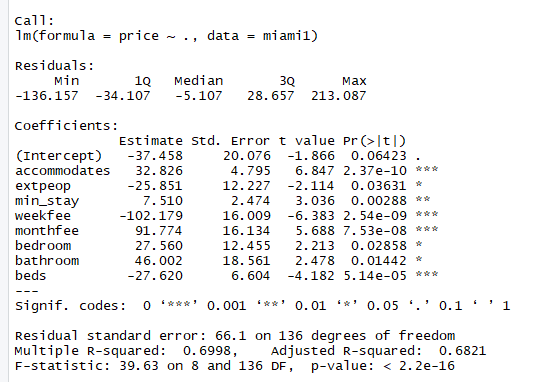 Call:
lm(formula = price ~ ., data = miami1)
Residuals:
Min 1Q Median 3Q Max
-136.157 -34.107 -5.107 28.657 213.087
Coefficients:
Estimate Std. Error t value Pr(>|t|)
(Intercept) -37.458 20.076 -1.866 0.06423 .
accommodates 32.826 4.795 6.847 2.37e-10 ***
extpeop -25.851 12.227 -2.114 0.03631 *
min_stay 7.510 2.474 3.036 0.00288 **
weekfee -102.179 16.009 -6.383 2.54e-09 ***
monthfee 91.774 16.134 5.688 7.53e-08 ***
bedroom 27.560 12.455 2.213 0.02858 *
bathroom 46.002 18.561 2.478 0.01442 *
beds -27.620 6.604 -4.182 5.14e-05 ***
---
Signif. codes: 0 ‘***’ 0.001 ‘**’ 0.01 ‘*’ 0.05 ‘.’ 0.1 ‘ ’ 1
Residual standard error: 66.1 on 136 degrees of freedom
Multiple R-squared: 0.6998, Adjusted R-squared: 0.6821
F-statistic: 39.63 on 8 and 136 DF, p-value: < 2.2e-16